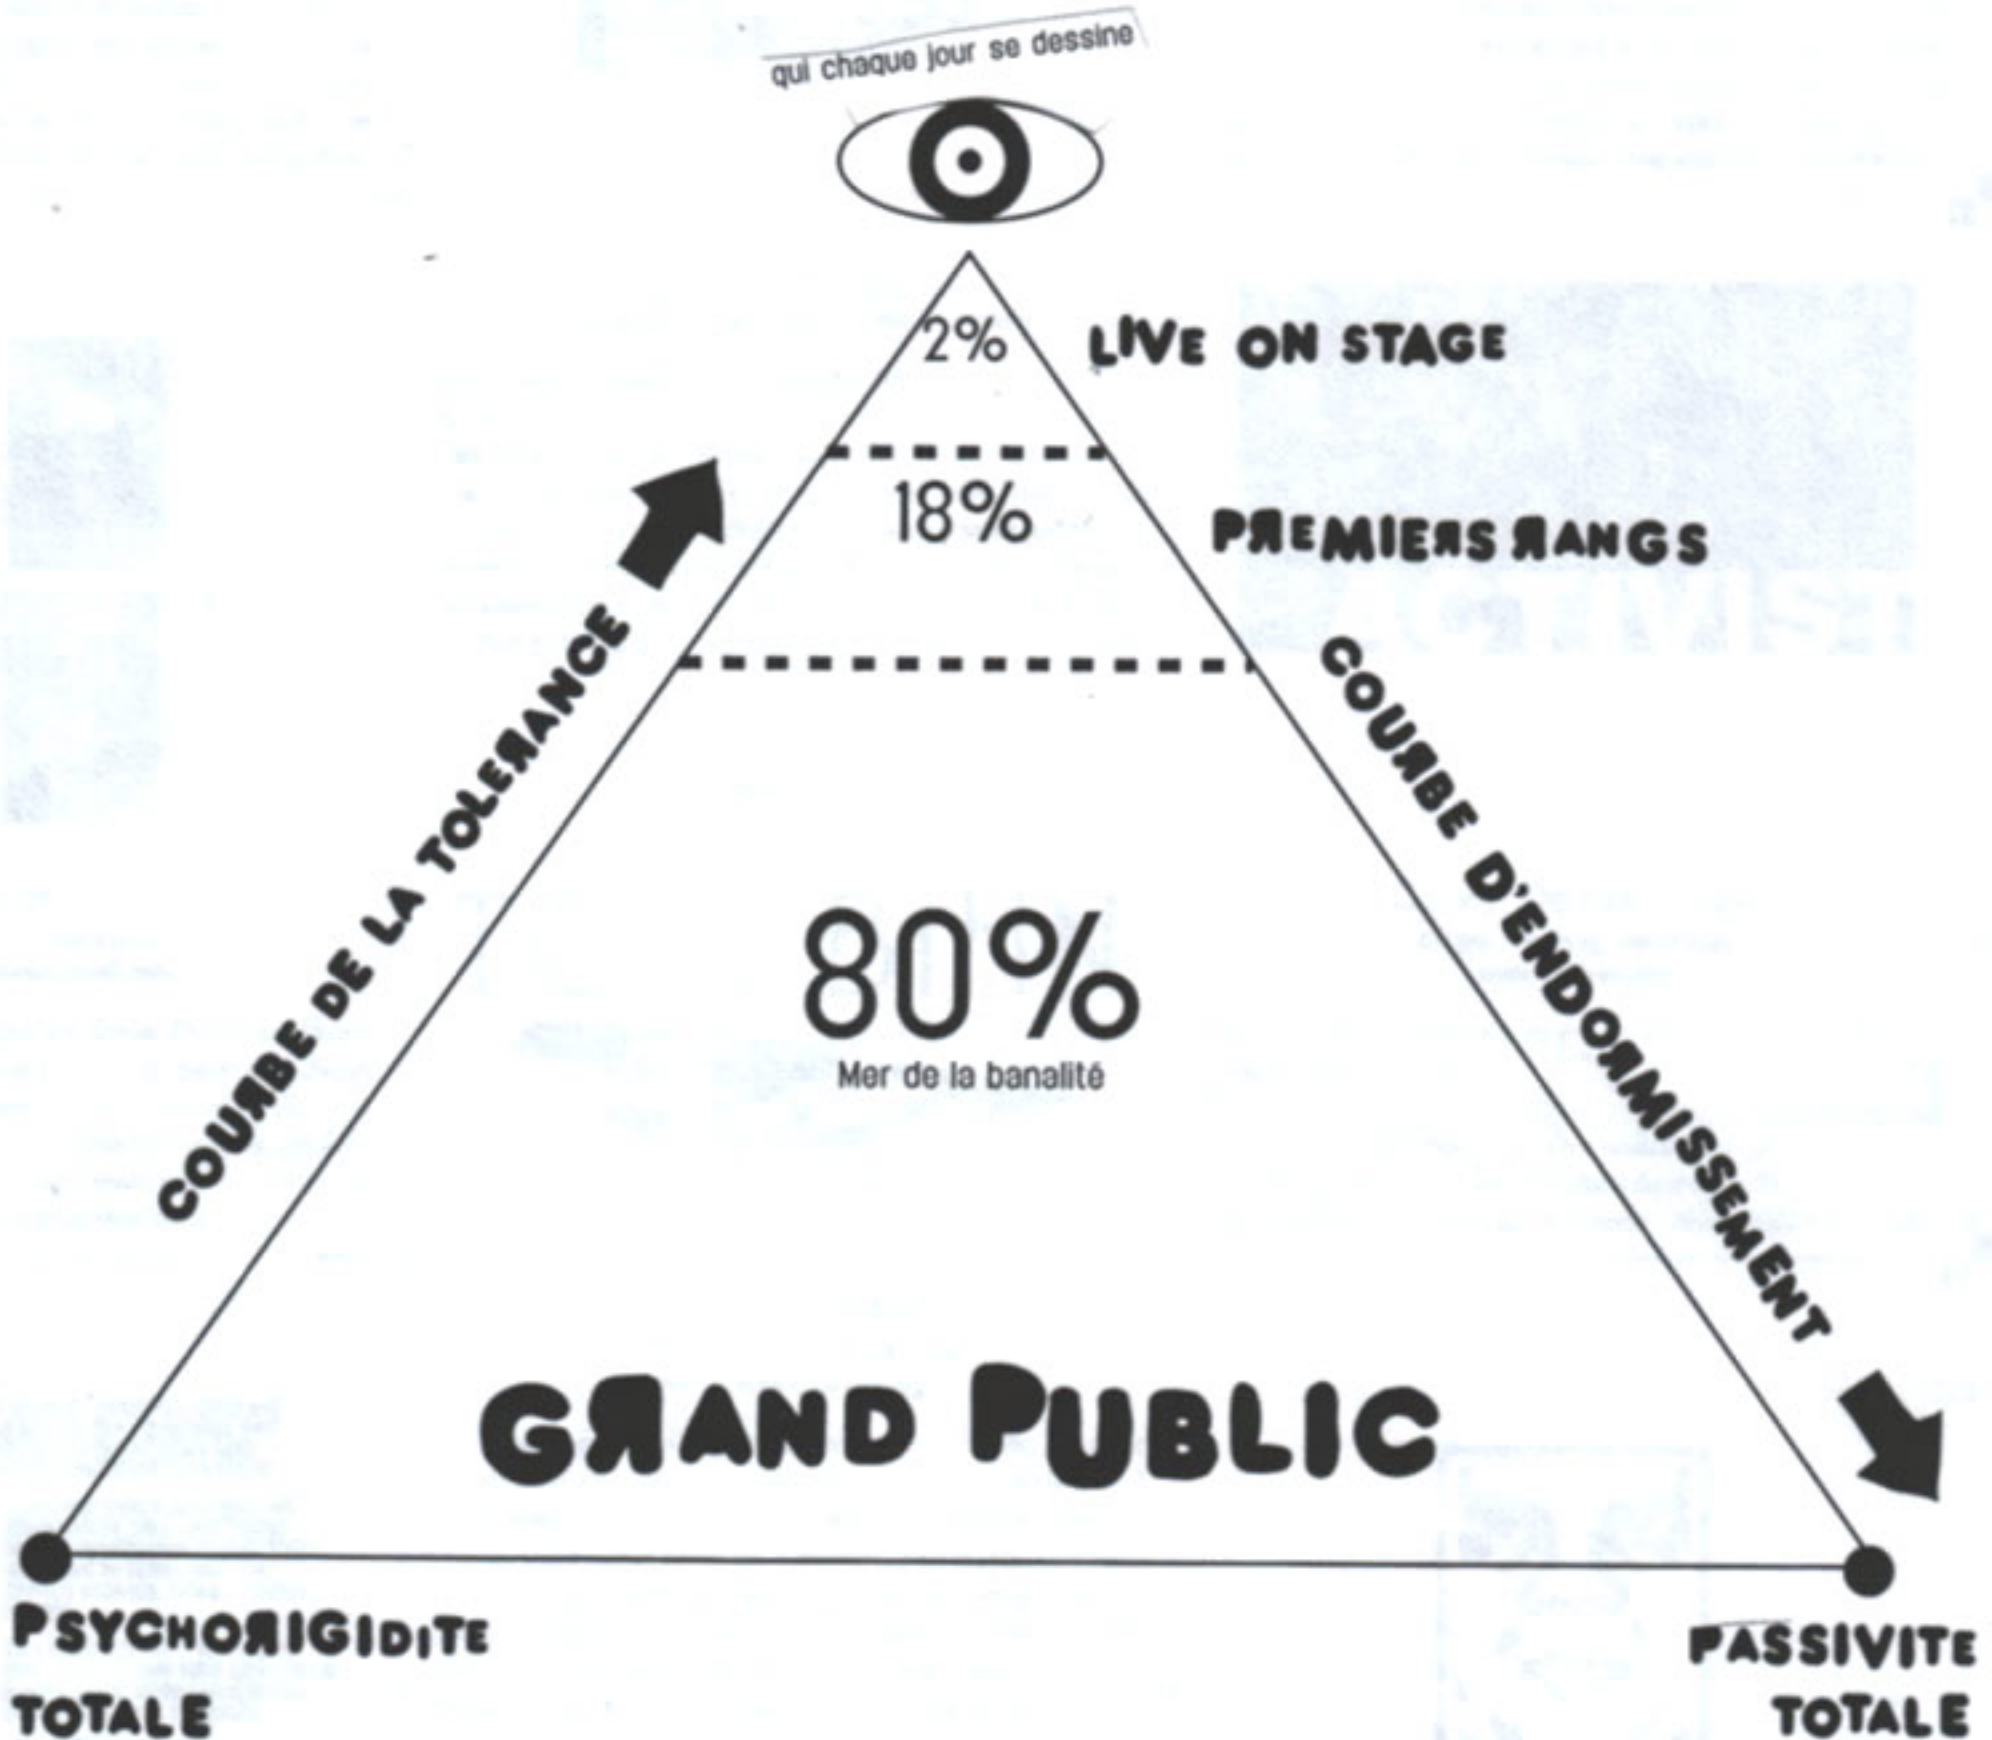 qui chaque jour se dessine
2%
LIVE ON STAGE
18%
PREMIERS RANGS
COURBE DE LA TOLERANCE
COURBE D'ENDORMISSEMENT
80%
Mer de la banalité
GRAND PUBLIC
PSYCHORIGIDITE
TOTALE
PASSIVITE
TOTALE